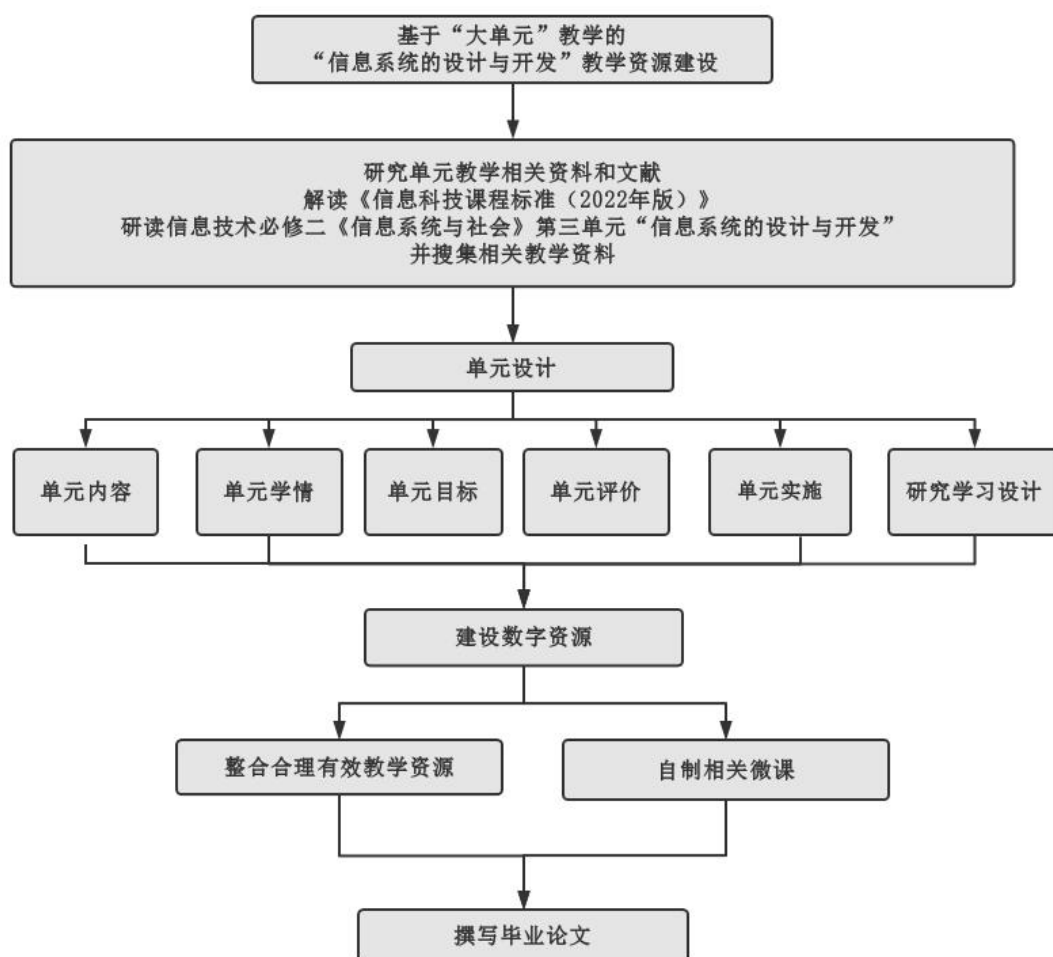 基于“大单元”教学的
“信息系统的设计与开发”教学资源建设
研究单元教学相关资料和文献
解读《信息科技课程标准（2022年版）》
研读信息技术必修二《信息系统与社会》第三单元“信息系统的设计与开发”
并搜集相关教学资料
单元设计
单元内容
单元学情
单元目标
单元评价
单元实施
研究学习设计
建设数字资源
整合合理有效教学资源
自制相关微课
撰写毕业论文